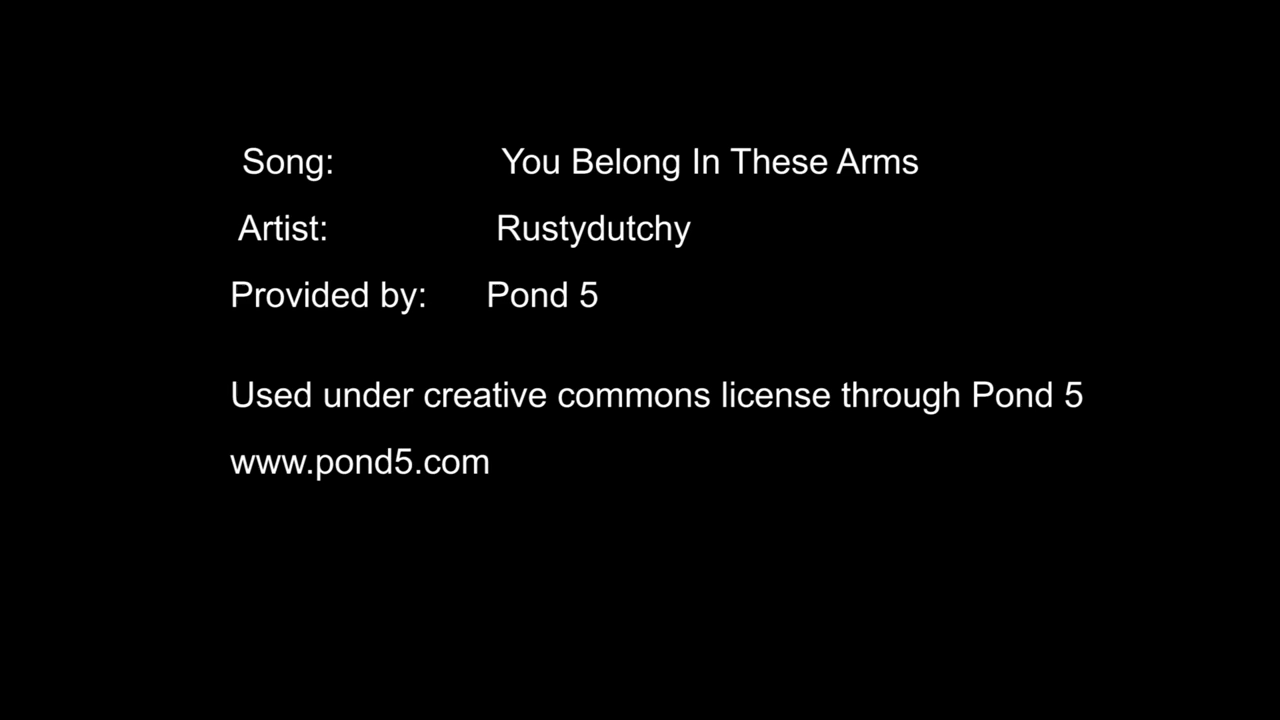 Song: You Belong In These Arms
Artist: Rustydutchy
Provided by: Pond 5
Used under creative commons license through Pond 5
www.pond5.com